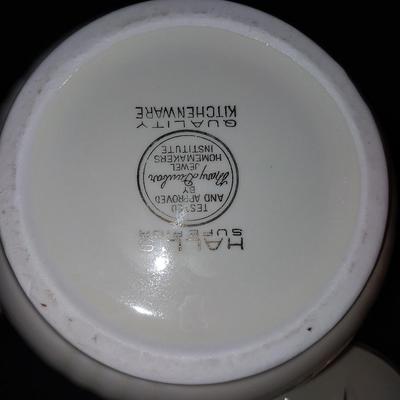 HALL'S
SUPERIOR
TESTED
AND APPROVED
BY
Mary Dunbar
JEWEL
HOMEMAKERS
INSTITUTE
QUALITY
KITCHENWARE